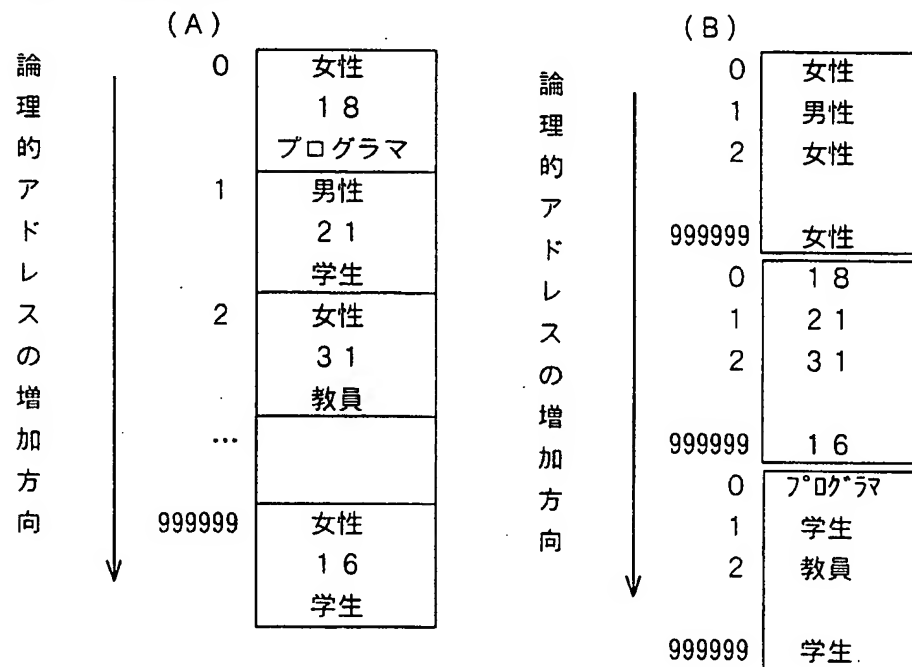 (A)
論理的アドレスの増加方向
0 女性
18
プログラマ
1 男性
21
学生
2 女性
31
教員
…
999999 女性
16
学生
(B)
論理的アドレスの増加方向
0 女性
1 男性
2 女性
999999 女性
0 18
1 21
2 31
999999 16
0 プログラマ
1 学生
2 教員
999999 学生